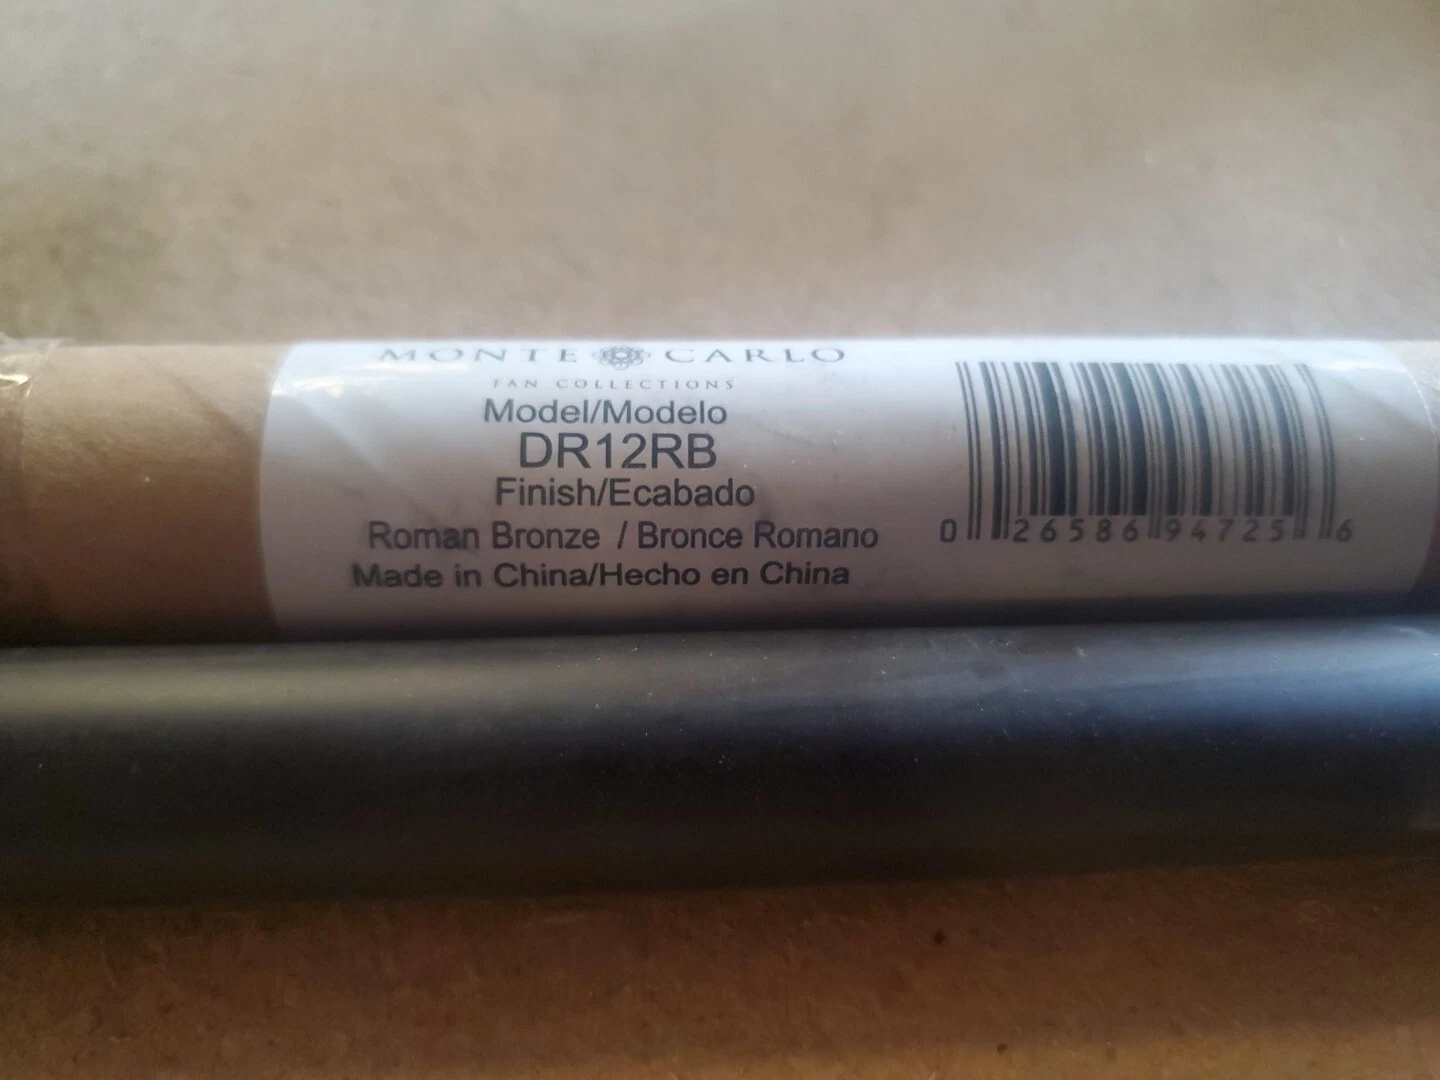 MONTE CARLO
FAN COLLECTIONS
Model/Modelo
DR12RB
Finish/Ecabado
Roman Bronze / Bronce Romano
Made in China/Hecho en China
0 26586 94725 6